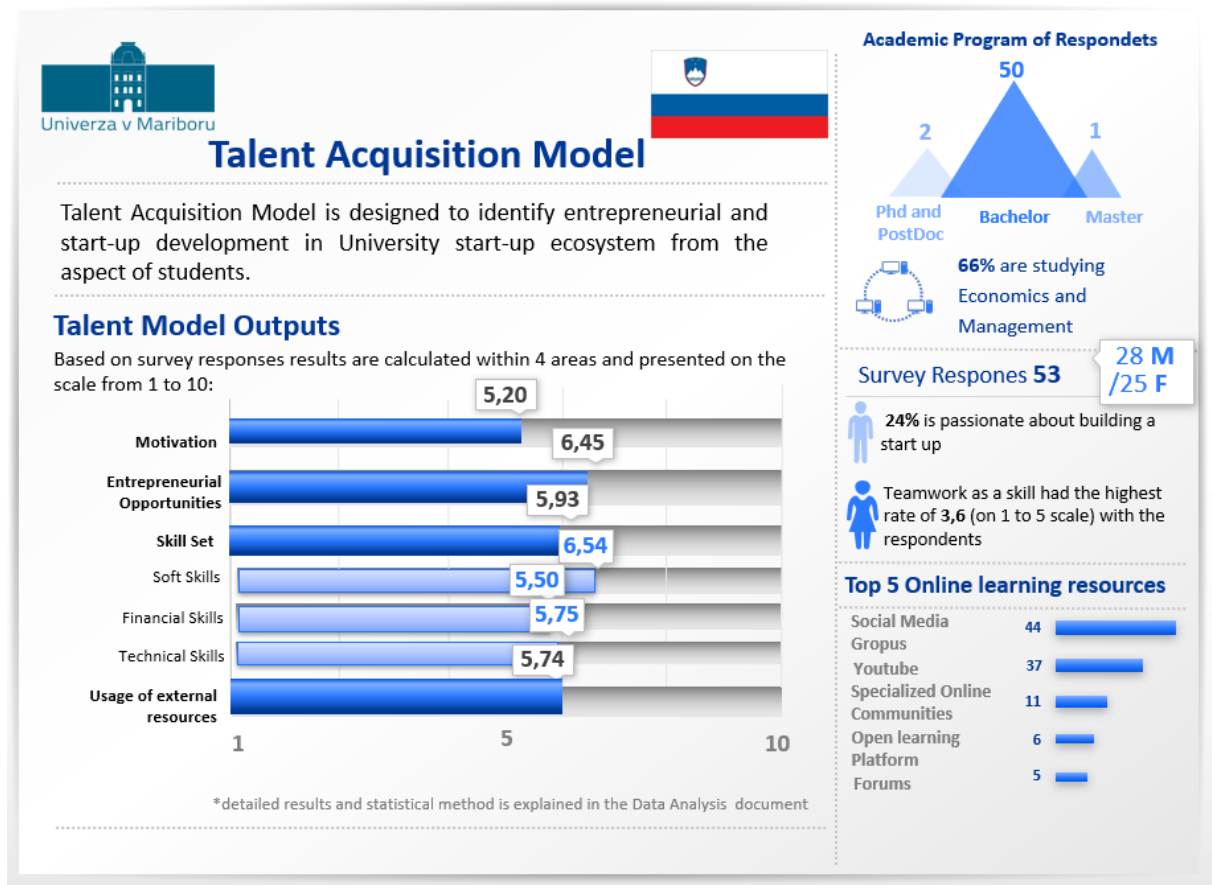 Univerza v Mariboru
Talent Acquisition Model
Talent Acquisition Model is designed to identify entrepreneurial and
start-up development in University start-up ecosystem from the
aspect of students.
Talent Model Outputs
Based on survey responses results are calculated within 4 areas and presented on the
scale from 1 to 10:
5,20
Motivation
6,45
Entrepreneurial
Opportunities
5,93
Skill Set
6,54
Soft Skills
5,50
Financial Skills
5,75
Technical Skills
5,74
Usage of external
resources
1
5
10
*detailed results and statistical method is explained in the Data Analysis document
Academic Program of Respondets
50
2
1
Phd and
PostDoc
Bachelor
Master
66% are studying
Economics and
Management
Survey Respones 53
28 M
/25 F
24% is passionate about building a
start up
Teamwork as a skill had the highest
rate of 3,6 (on 1 to 5 scale) with the
respondents
Top 5 Online learning resources
Social Media
Gropus
44
Youtube
37
Specialized Online
Communities
11
Open learning
Platform
6
Forums
5